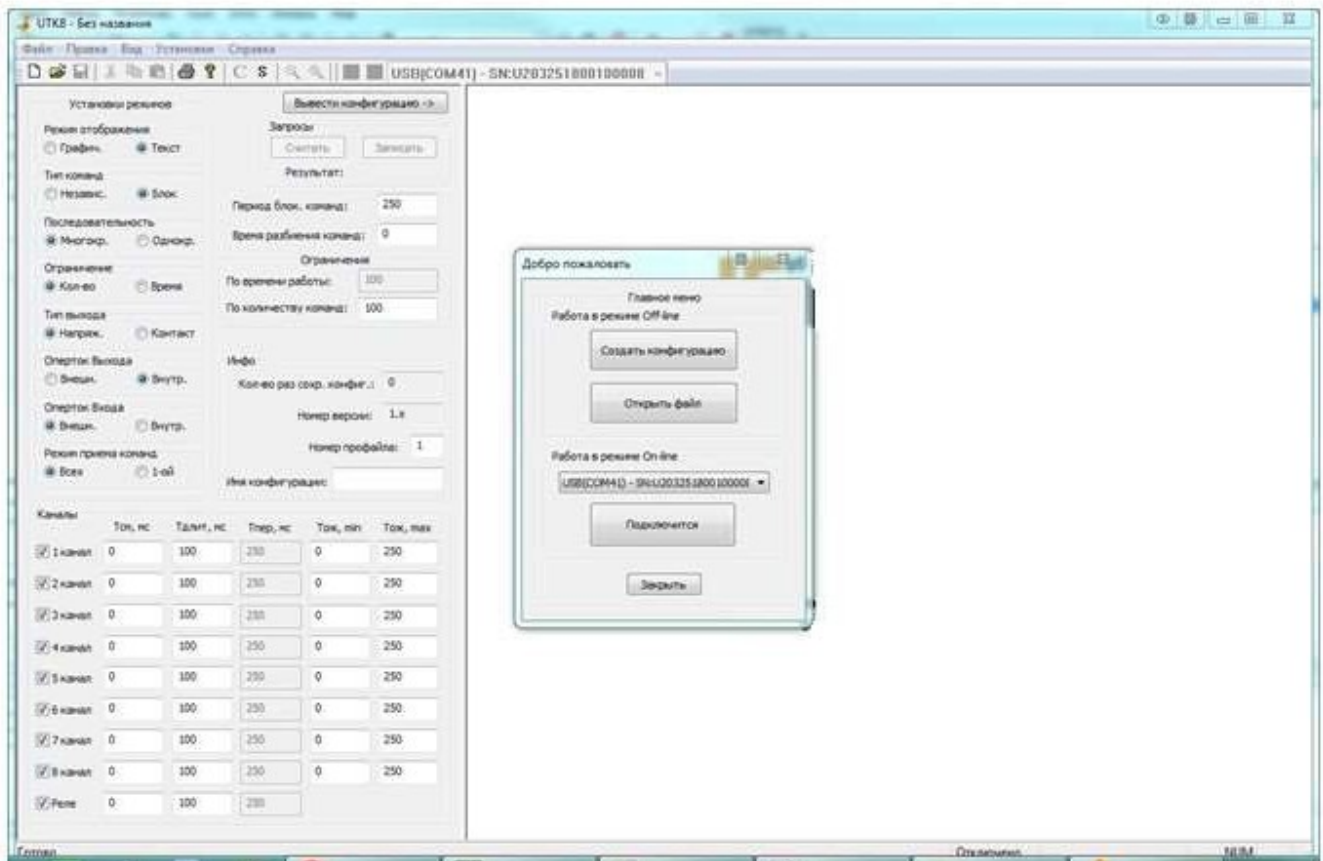 UTK8 - Без названия
Файл Правка Вид Установки Справка
C S USB(COM41) - SN:U203251800100008
Установки режимов
Вывести конфигурацию ->
Режим отображения
Графич. Текст
Запросы
Считать Записать
Результат:
Тип команд
Независ. Блок.
Период блок. команд: 250
Последовательность
Многокр. Однокр.
Время разбиения команд: 0
Ограничение
Кол-во Время
Ограничения
По времени работы: 100
По количеству команд: 100
Тип выхода
Напряж. Контакт
Оперток Выхода
Внешн. Внутр.
Инфо
Кол-во раз сохр. конфиг.: 0
Оперток Входа
Внешн. Внутр.
Номер версии: 1.x
Номер профайла: 1
Режим приема команд
Всех 1-ой
Имя конфигурации:
Каналы
Tоп, мс Tдлит, мс Tпер, мс Tож, min Tож, max
1 канал 0 100 250 0 250
2 канал 0 100 250 0 250
3 канал 0 100 250 0 250
4 канал 0 100 250 0 250
5 канал 0 100 250 0 250
6 канал 0 100 250 0 250
7 канал 0 100 250 0 250
8 канал 0 100 250 0 250
Реле 0 100 250
Добро пожаловать
Главное меню
Работа в режиме Off-line
Создать конфигурацию
Открыть файл
Работа в режиме On-line
USB(COM41) - SN:U20325180010000
Подключится
Закрыть
Готово
Отключено
NUM